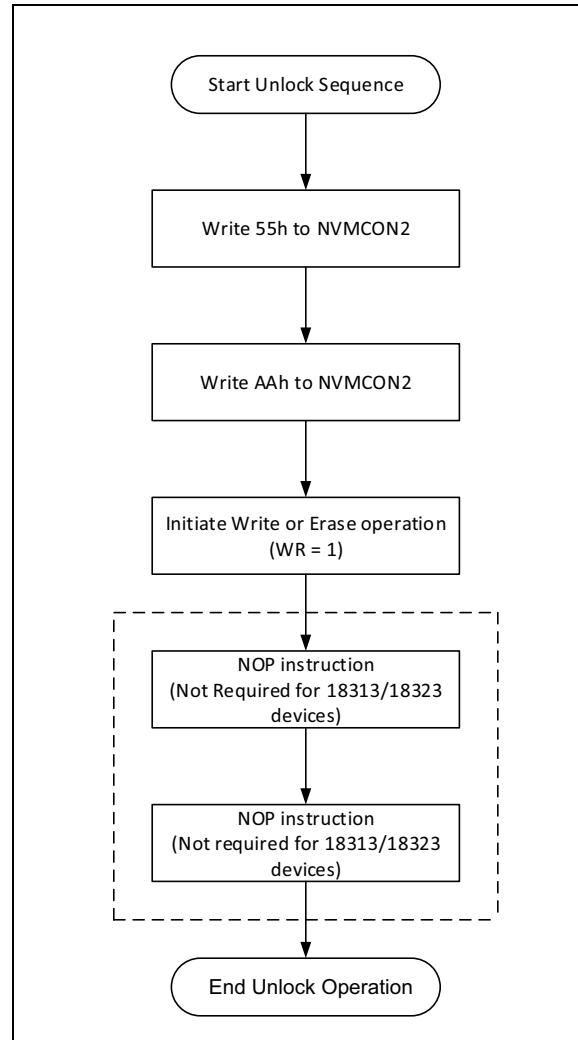 Start Unlock Sequence
Write 55h to NVMCON2
Write AAh to NVMCON2
Initiate Write or Erase operation
(WR = 1)
NOP instruction
(Not Required for 18313/18323
devices)
NOP instruction
(Not required for 18313/18323
devices)
End Unlock Operation